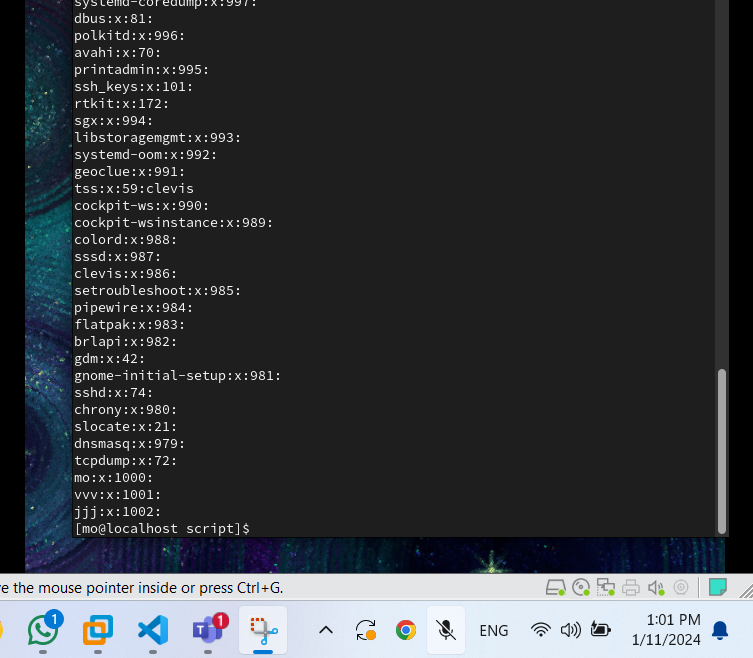 systemd-coredump:x:997:
dbus:x:81:
polkitd:x:996:
avahi:x:70:
printadmin:x:995:
ssh_keys:x:101:
rtkit:x:172:
sgx:x:994:
libstoragemgmt:x:993:
systemd-oom:x:992:
geoclue:x:991:
tss:x:59:clevis
cockpit-ws:x:990:
cockpit-wsinstance:x:989:
colord:x:988:
sssd:x:987:
clevis:x:986:
setroubleshoot:x:985:
pipewire:x:984:
flatpak:x:983:
brlapi:x:982:
gdm:x:42:
gnome-initial-setup:x:981:
sshd:x:74:
chrony:x:980:
slocate:x:21:
dnsmasq:x:979:
tcpdump:x:72:
mo:x:1000:
vvv:x:1001:
jjj:x:1002:
[mo@localhost script]$
the mouse pointer inside or press Ctrl+G.
1
T
1
ENG
1:01 PM
1/11/2024